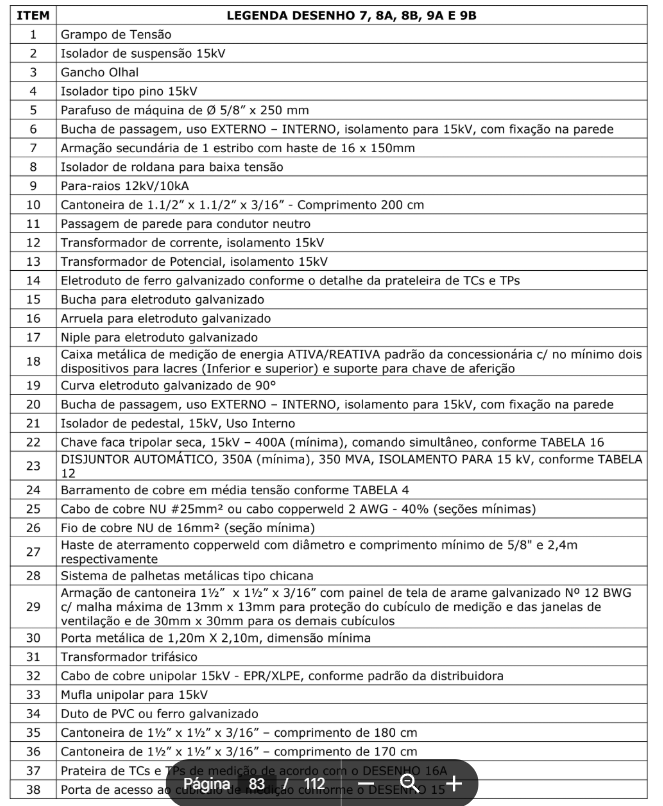 ITEM LEGENDA DESENHO 7, 8A, 8B, 9A E 9B
1 Grampo de Tensão
2 Isolador de suspensão 15kV
3 Gancho Olhal
4 Isolador tipo pino 15kV
5 Parafuso de máquina de Ø 5/8” x 250 mm
6 Bucha de passagem, uso EXTERNO – INTERNO, isolamento para 15kV, com fixação na parede
7 Armação secundária de 1 estribo com haste de 16 x 150mm
8 Isolador de roldana para baixa tensão
9 Para-raios 12kV/10kA
10 Cantoneira de 1.1/2” x 1.1/2” x 3/16” - Comprimento 200 cm
11 Passagem de parede para condutor neutro
12 Transformador de corrente, isolamento 15kV
13 Transformador de Potencial, isolamento 15kV
14 Eletroduto de ferro galvanizado conforme o detalhe da prateleira de TCs e TPs
15 Bucha para eletroduto galvanizado
16 Arruela para eletroduto galvanizado
17 Niple para eletroduto galvanizado
18 Caixa metálica de medição de energia ATIVA/REATIVA padrão da concessionária c/ no mínimo dois
dispositivos para lacres (Inferior e superior) e suporte para chave de aferição
19 Curva eletroduto galvanizado de 90°
20 Bucha de passagem, uso EXTERNO – INTERNO, isolamento para 15kV, com fixação na parede
21 Isolador de pedestal, 15kV, Uso Interno
22 Chave faca tripolar seca, 15kV – 400A (mínima), comando simultâneo, conforme TABELA 16
23 DISJUNTOR AUTOMÁTICO, 350A (mínima), 350 MVA, ISOLAMENTO PARA 15 kV, conforme TABELA
12
24 Barramento de cobre em média tensão conforme TABELA 4
25 Cabo de cobre NU #25mm² ou cabo copperweld 2 AWG - 40% (seções mínimas)
26 Fio de cobre NU de 16mm² (seção mínima)
27 Haste de aterramento copperweld com diâmetro e comprimento mínimo de 5/8" e 2,4m
respectivamente
28 Sistema de palhetas metálicas tipo chicana
29 Armação de cantoneira 1½” x 1½” x 3/16” com painel de tela de arame galvanizado Nº 12 BWG
c/ malha máxima de 13mm x 13mm para proteção do cubículo de medição e das janelas de
ventilação e de 30mm x 30mm para os demais cubículos
30 Porta metálica de 1,20m X 2,10m, dimensão mínima
31 Transformador trifásico
32 Cabo de cobre unipolar 15kV - EPR/XLPE, conforme padrão da distribuidora
33 Mufla unipolar para 15kV
34 Duto de PVC ou ferro galvanizado
35 Cantoneira de 1½” x 1½” x 3/16” – comprimento de 180 cm
36 Cantoneira de 1½” x 1½” x 3/16” – comprimento de 170 cm
37 Prateira de TCs e TPs de medição de acordo com o DESENHO 16A
38 Porta de acesso ao cubículo de medição conforme o DESENHO 15
Página 83 / 112